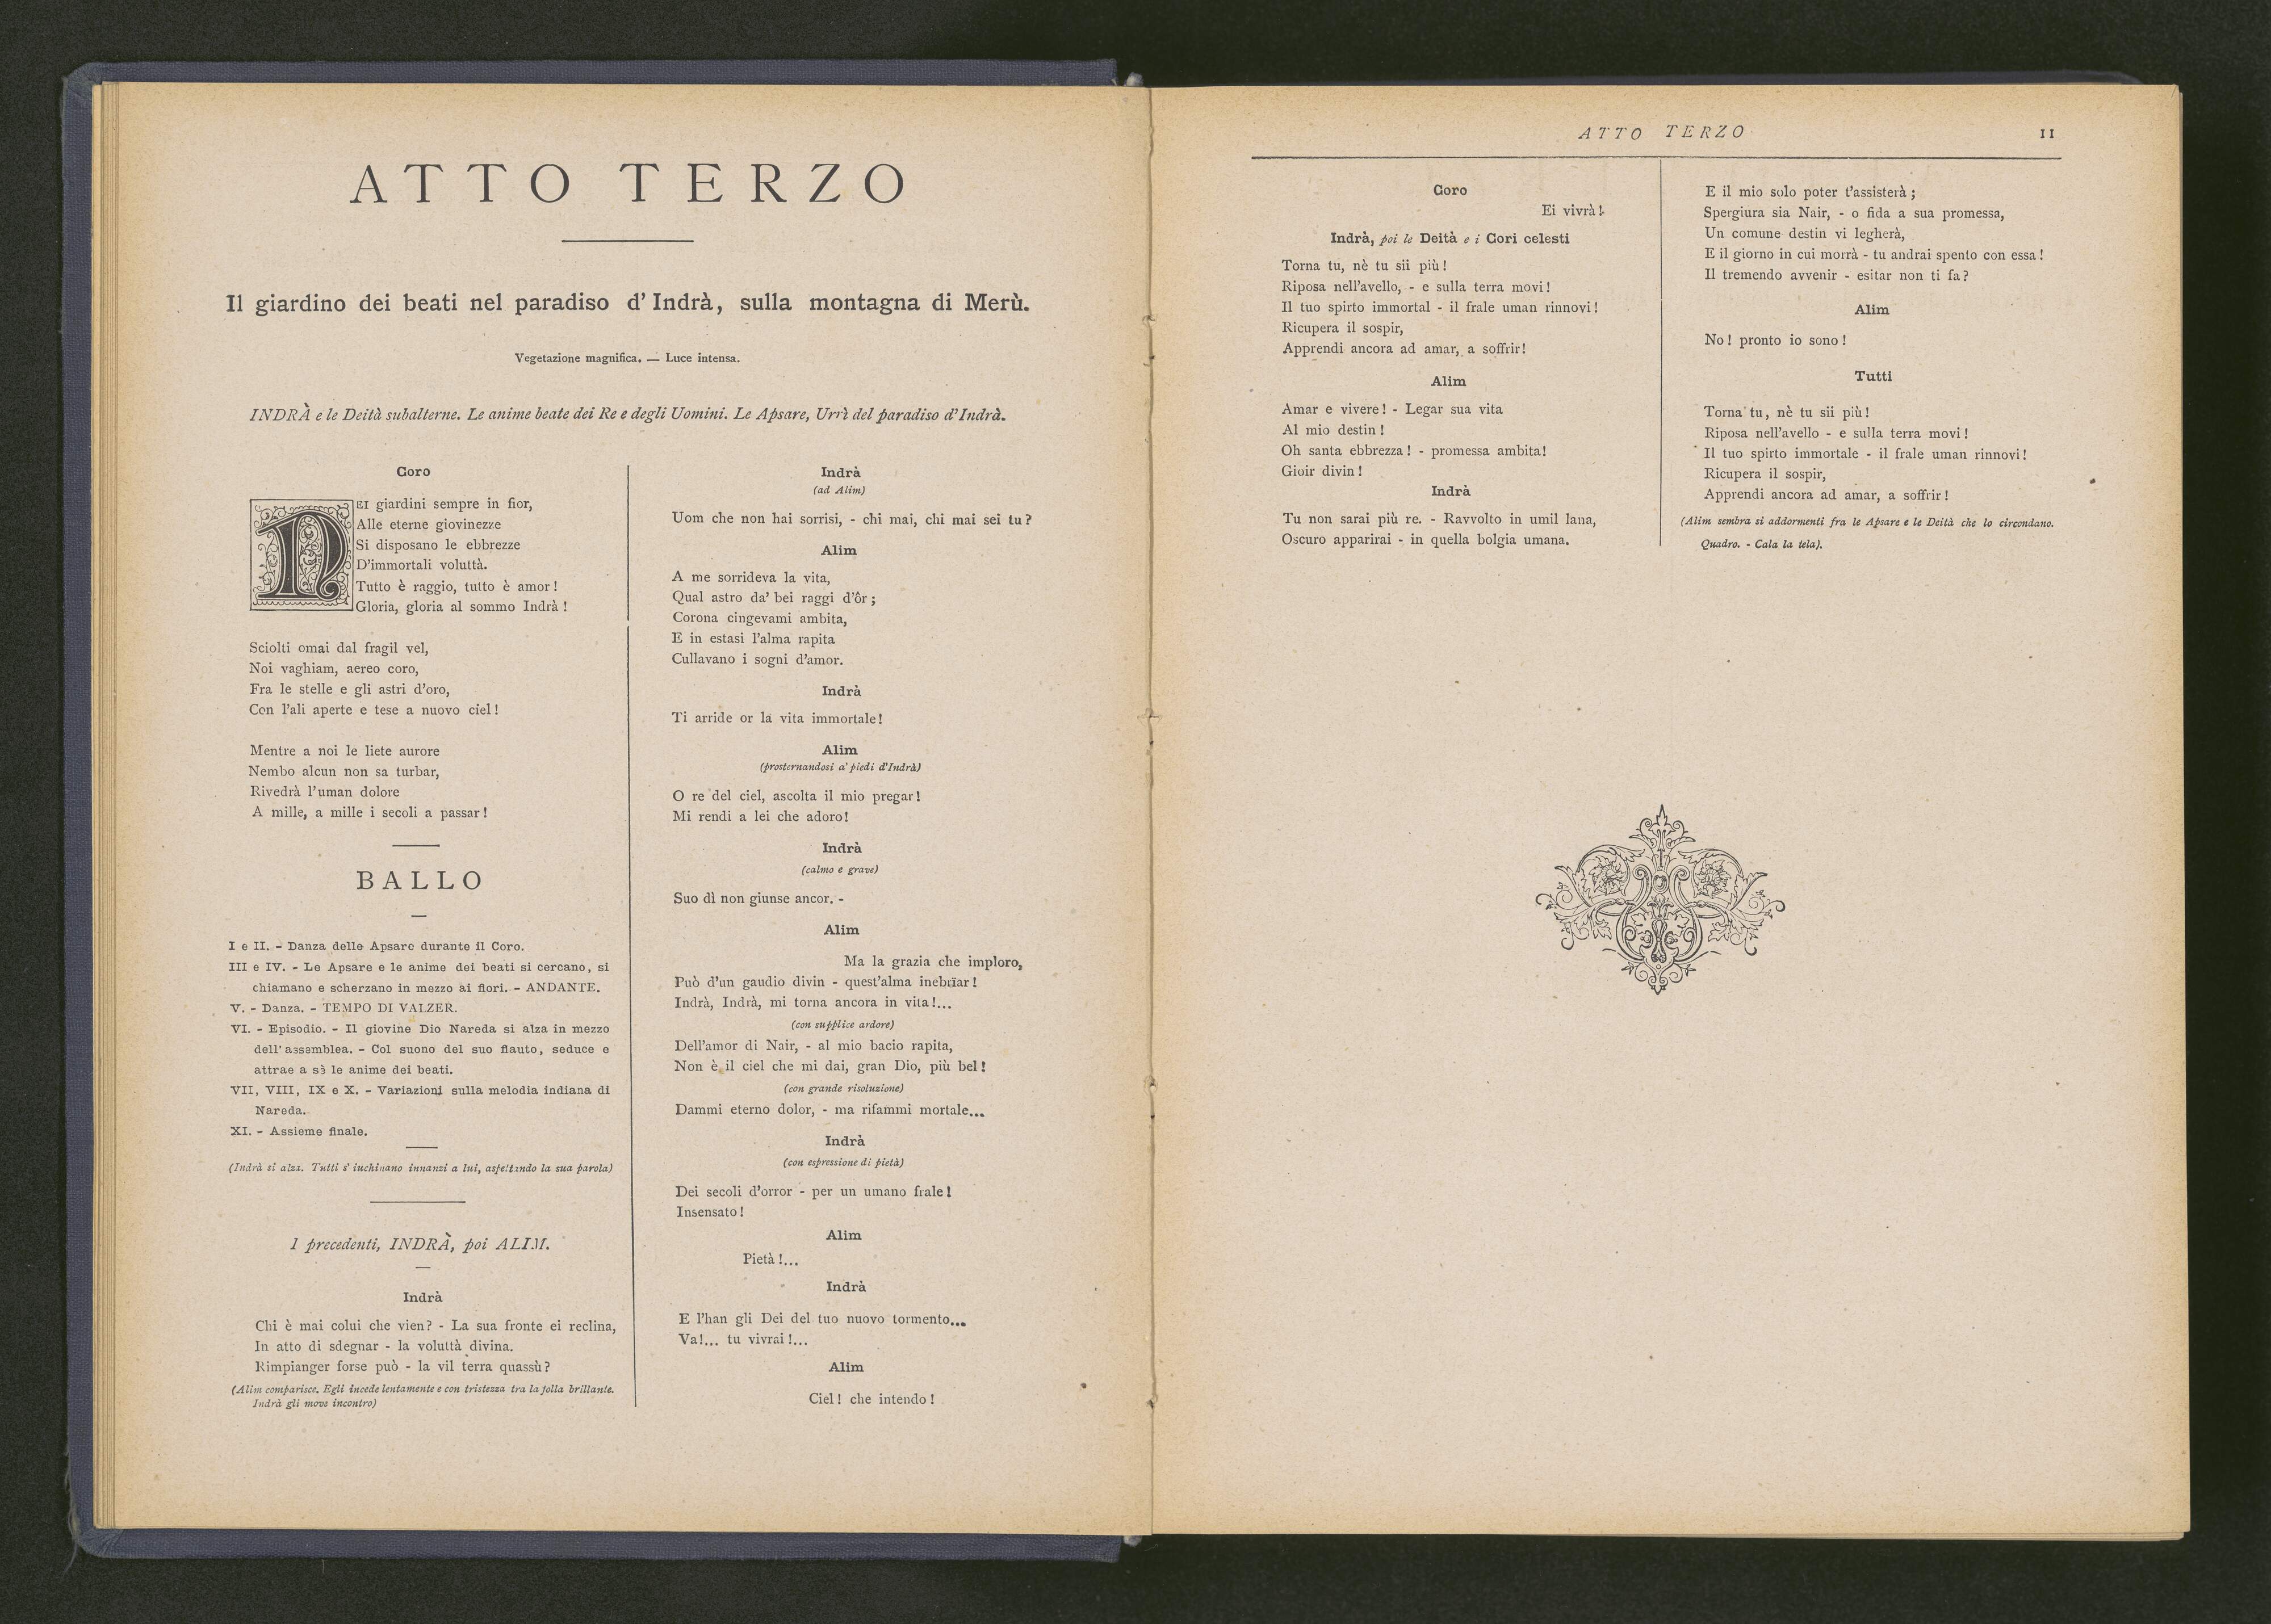 ATTO TERZO
Il giardino dei beati nel paradiso d'Indrà, sulla montagna di Merù.
Vegetazione magnifica. — Luce intensa.
INDRÀ e le Deità subalterne. Le anime beate dei Re e degli Uomini. Le Apsare, Urrì del paradiso d'Indrà.
Coro
NEI giardini sempre in fior,
Alle eterne giovinezze
Si disposano le ebbrezze
D'immortali voluttà.
Tutto è raggio, tutto è amor!
Gloria, gloria al sommo Indrà!
Sciolti omai dal fragil vel,
Noi vaghiam, aereo coro,
Fra le stelle e gli astri d'oro,
Con l'ali aperte e tese a nuovo ciel!
Mentre a noi le liete aurore
Nembo alcun non sa turbar,
Rivedrà l'uman dolore
A mille, a mille i secoli a passar!
BALLO
I e II. - Danza delle Apsare durante il Coro.
III e IV. - Le Apsare e le anime dei beati si cercano, si
chiamano e scherzano in mezzo ai fiori. - ANDANTE.
V. - Danza. - TEMPO DI VALZER.
VI. - Episodio. - Il giovine Dio Nareda si alza in mezzo
dell'assemblea. - Col suono del suo flauto, seduce e
attrae a sè le anime dei beati.
VII, VIII, IX e X. - Variazioni sulla melodia indiana di
Nareda.
XI. - Assieme finale.
(Indrà si alza. Tutti s'iuchinano innanzi a lui, aspettando la sua parola)
I precedenti, INDRÀ, poi ALIM.
Indrà
Chi è mai colui che vien? - La sua fronte ei reclina,
In atto di sdegnar - la voluttà divina.
Rimpianger forse può - la vil terra quassù?
(Alim comparisce. Egli incede lentamente e con tristezza tra la folla brillante.
Indrà gli move incontro)
Indrà
(ad Alim)
Uom che non hai sorrisi, - chi mai, chi mai sei tu?
Alim
A me sorrideva la vita,
Qual astro da' bei raggi d'ôr;
Corona cingevami ambita,
E in estasi l'alma rapita
Cullavano i sogni d'amor.
Indrà
Ti arride or la vita immortale!
Alim
(prosternandosi a' piedi d'Indrà)
O re del ciel, ascolta il mio pregar!
Mi rendi a lei che adoro!
Indrà
(calmo e grave)
Suo dì non giunse ancor. -
Alim
Ma la grazia che imploro,
Può d'un gaudio divin - quest'alma inebrïar!
Indrà, Indrà, mi torna ancora in vita!...
(con supplice ardore)
Dell'amor di Nair, - al mio bacio rapita,
Non è il ciel che mi dai, gran Dio, più bel!
(con grande risoluzione)
Dammi eterno dolor, - ma rifammi mortale...
Indrà
(con espressione di pietà)
Dei secoli d'orror - per un umano frale!
Insensato!
Alim
Pietà!...
Indrà
E l'han gli Dei del tuo nuovo tormento...
Va!... tu vivrai!...
Alim
Ciel! che intendo!
ATTO TERZO 11
Coro
Ei vivrà!
Indrà, poi le Deità e i Cori celesti
Torna tu, nè tu sii più!
Riposa nell'avello, - e sulla terra movi!
Il tuo spirto immortal - il frale uman rinnovi!
Ricupera il sospir,
Apprendi ancora ad amar, a soffrir!
Alim
Amar e vivere! - Legar sua vita
Al mio destin!
Oh santa ebbrezza! - promessa ambita!
Gioir divin!
Indrà
Tu non sarai più re. - Ravvolto in umil lana,
Oscuro apparirai - in quella bolgia umana.
E il mio solo poter t'assisterà;
Spergiura sia Nair, - o fida a sua promessa,
Un comune destin vi legherà,
E il giorno in cui morrà - tu andrai spento con essa!
Il tremendo avvenir - esitar non ti fa?
Alim
No! pronto io sono!
Tutti
Torna tu, nè tu sii più!
Riposa nell'avello - e sulla terra movi!
Il tuo spirto immortale - il frale uman rinnovi!
Ricupera il sospir,
Apprendi ancora ad amar, a soffrir!
(Alim sembra si addormenti fra le Apsare e le Deità che lo circondano.
Quadro. - Cala la tela).